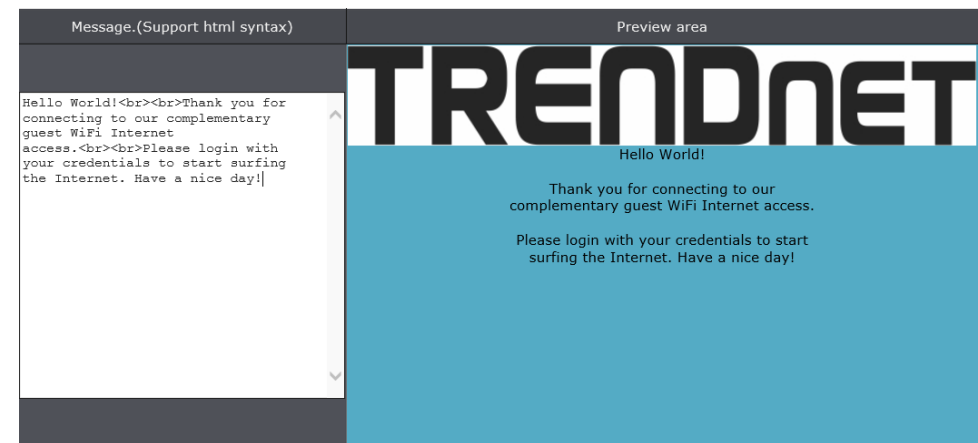 Message.(Support html syntax)
Preview area
Hello World!<br><br>Thank you for
connecting to our complementary
guest WiFi Internet
access.<br><br>Please login with
your credentials to start surfing
the Internet. Have a nice day!
TRENDNET
Hello World!
Thank you for connecting to our
complementary guest WiFi Internet access.
Please login with your credentials to start
surfing the Internet. Have a nice day!